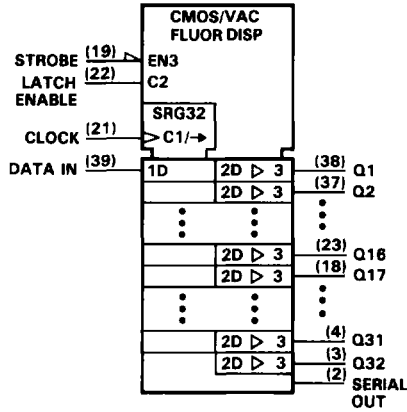 CMOS/VAC
FLUOR DISP
STROBE (19) EN3
LATCH ENABLE (22) C2
SRG32
CLOCK (21) C1/→
DATA IN (39) 1D 2D ▷ 3 (38) Q1
2D ▷ 3 (37) Q2
2D ▷ 3 (23) Q16
2D ▷ 3 (18) Q17
2D ▷ 3 (4) Q31
2D ▷ 3 (3) Q32
(2) SERIAL OUT